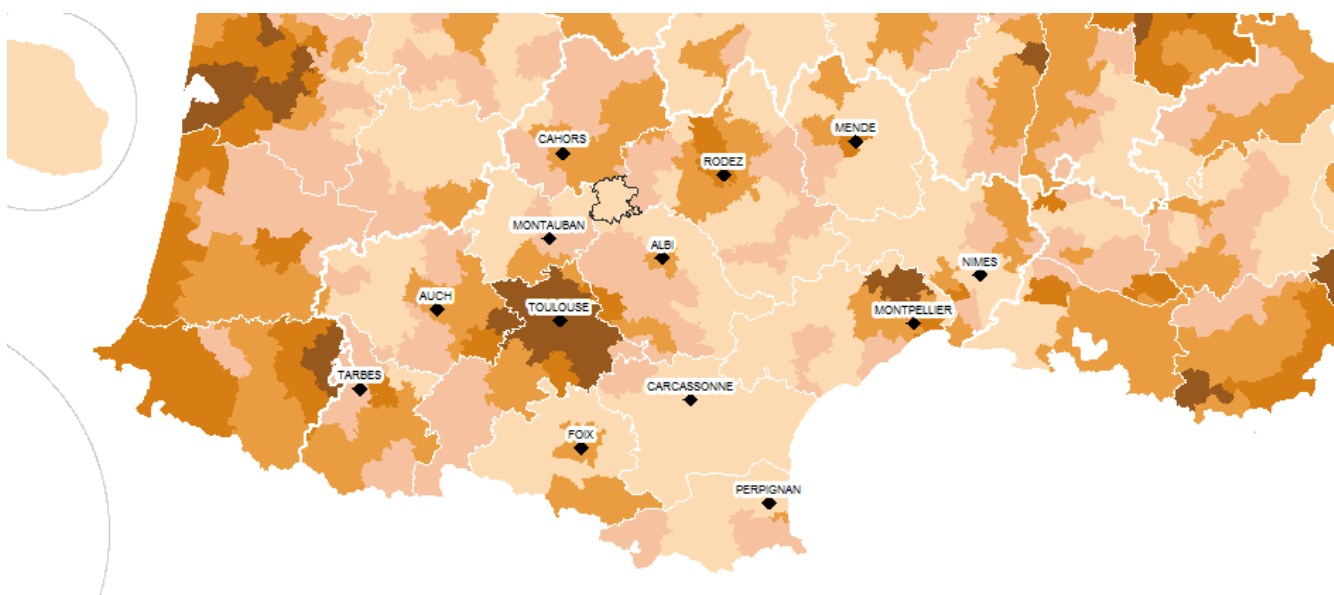 MENDE
CAHORS
RODEZ
MONTAUBAN
ALBI
NIMES
AUCH
TOULOUSE
MONTPELLIER
TARBES
CARCASSONNE
FOIX
PERPIGNAN